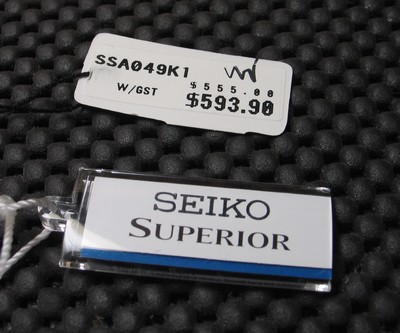 SSA049K1
$555.00
W/GST $593.90
SEIKO
SUPERIOR